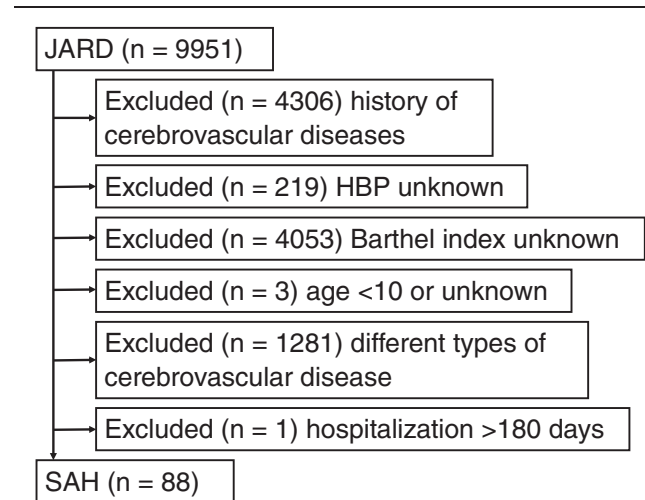 JARD (n = 9951)
Excluded (n = 4306) history of
cerebrovascular diseases
Excluded (n = 219) HBP unknown
Excluded (n = 4053) Barthel index unknown
Excluded (n = 3) age <10 or unknown
Excluded (n = 1281) different types of
cerebrovascular disease
Excluded (n = 1) hospitalization >180 days
SAH (n = 88)